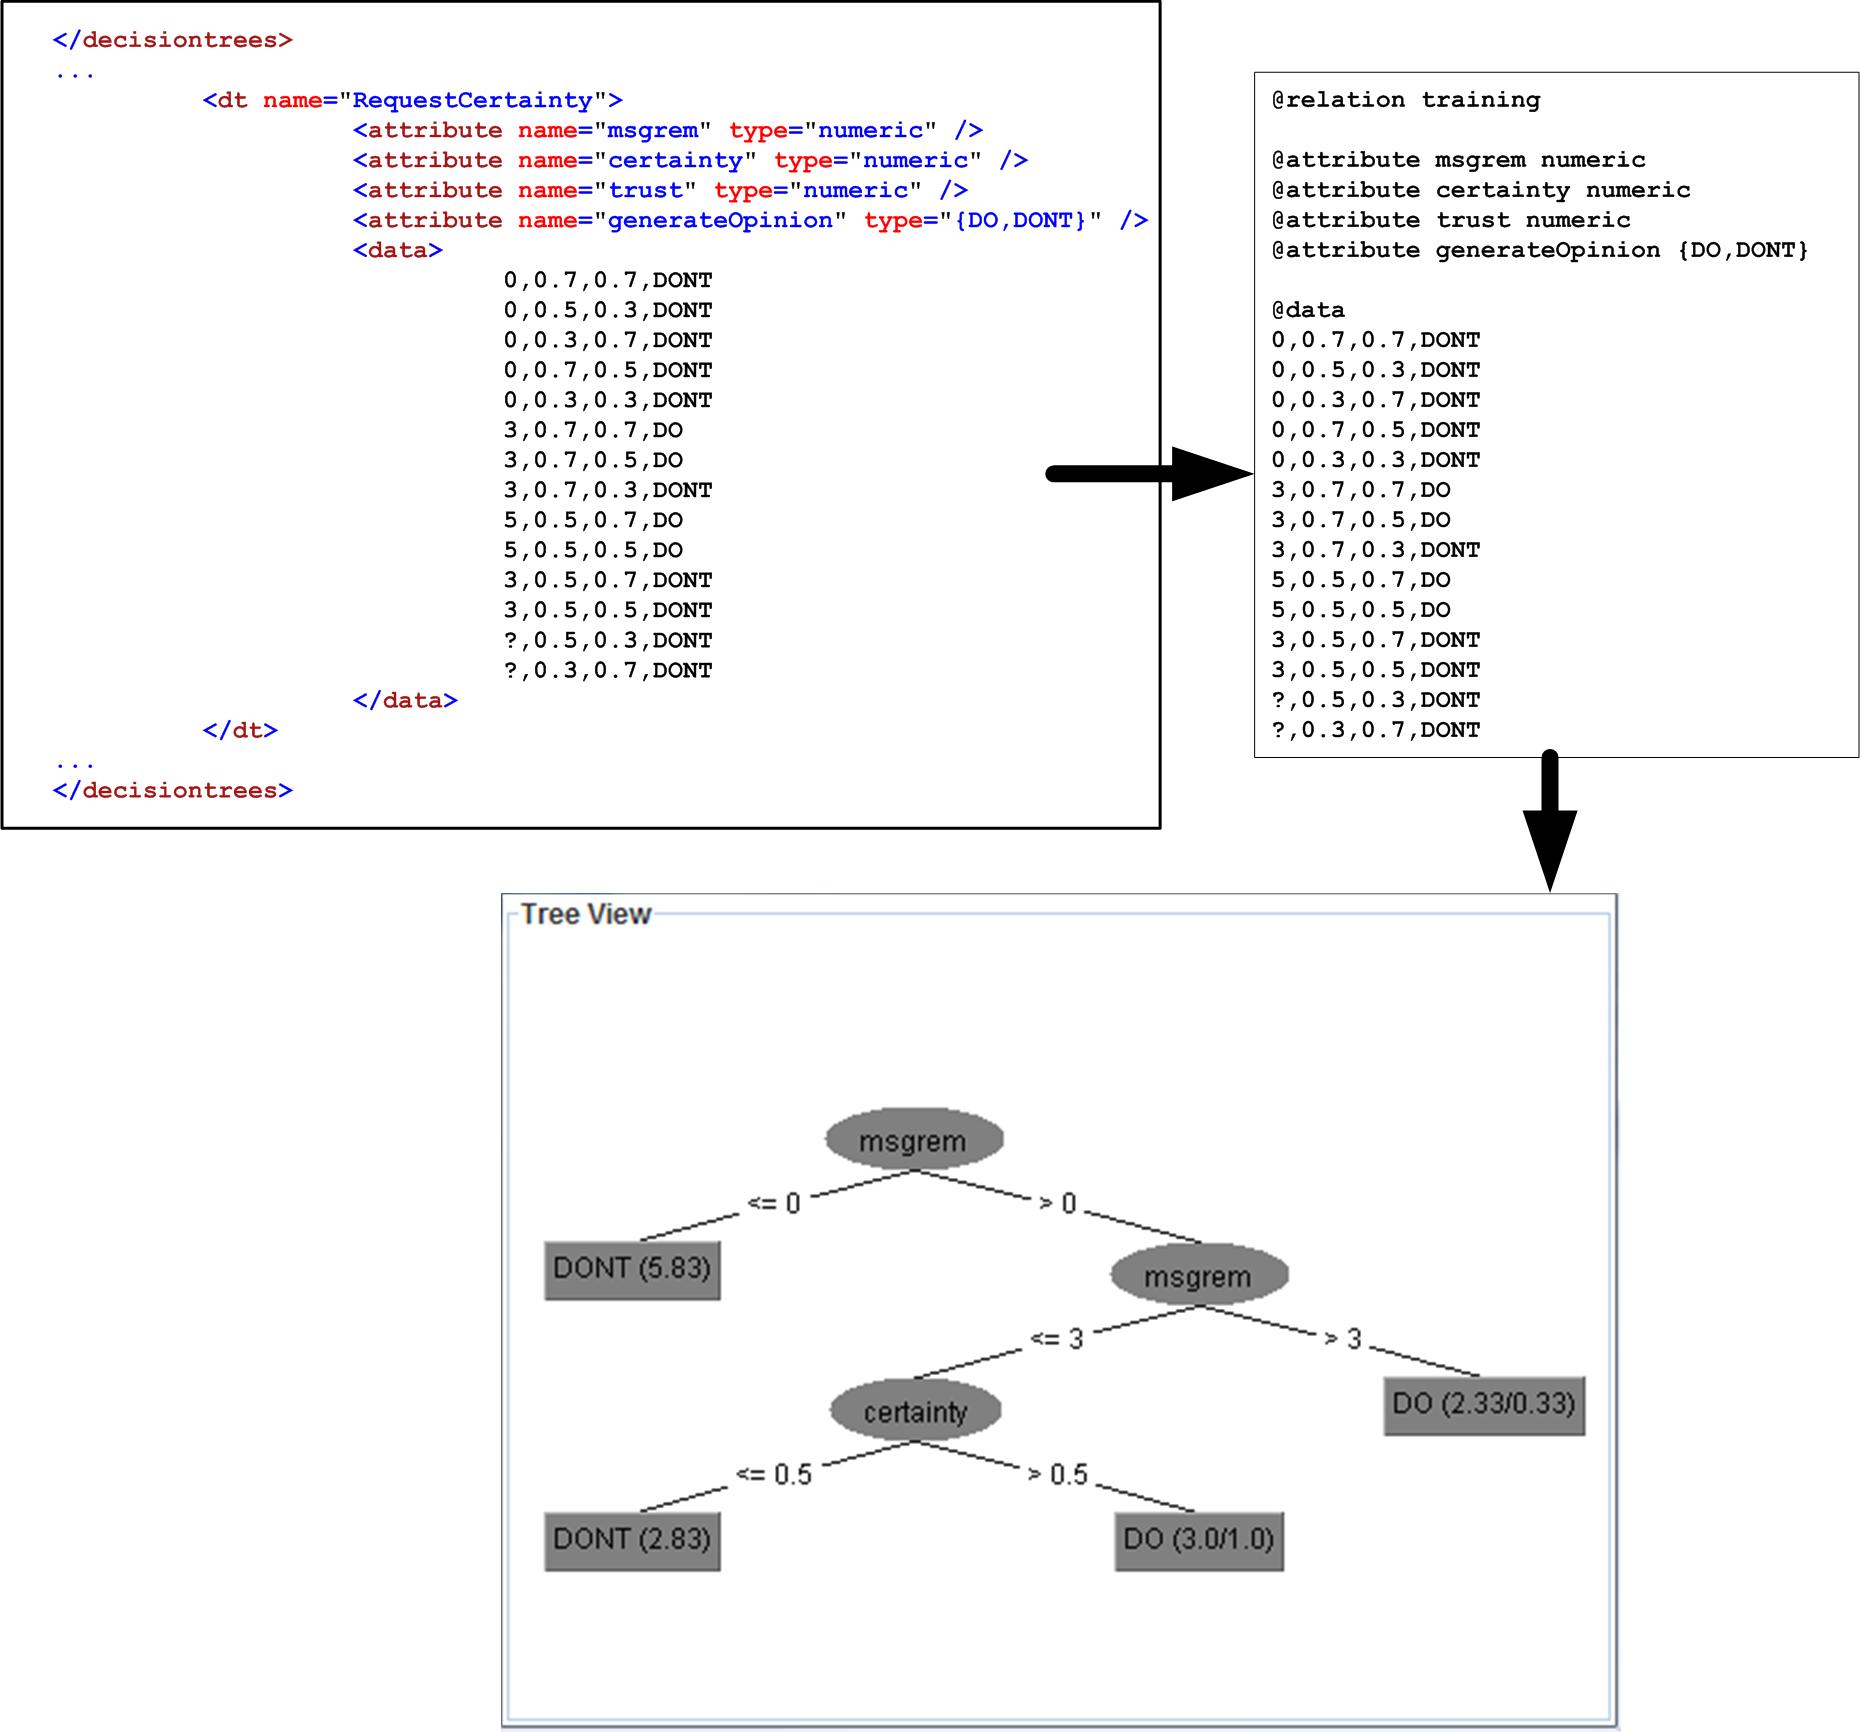 </decisiontrees>
...
<dt name="RequestCertainty">
<attribute name="msgrem" type="numeric" />
<attribute name="certainty" type="numeric" />
<attribute name="trust" type="numeric" />
<attribute name="generateOpinion" type="{DO,DONT}" />
<data>
0,0.7,0.7,DONT
0,0.5,0.3,DONT
0,0.3,0.7,DONT
0,0.7,0.5,DONT
0,0.3,0.3,DONT
3,0.7,0.7,DO
3,0.7,0.5,DO
3,0.7,0.3,DONT
5,0.5,0.7,DO
5,0.5,0.5,DO
3,0.5,0.7,DONT
3,0.5,0.5,DONT
?,0.5,0.3,DONT
?,0.3,0.7,DONT
</data>
</dt>
...
</decisiontrees>
@relation training
@attribute msgrem numeric
@attribute certainty numeric
@attribute trust numeric
@attribute generateOpinion {DO,DONT}
@data
0,0.7,0.7,DONT
0,0.5,0.3,DONT
0,0.3,0.7,DONT
0,0.7,0.5,DONT
0,0.3,0.3,DONT
3,0.7,0.7,DO
3,0.7,0.5,DO
3,0.7,0.3,DONT
5,0.5,0.7,DO
5,0.5,0.5,DO
3,0.5,0.7,DONT
3,0.5,0.5,DONT
?,0.5,0.3,DONT
?,0.3,0.7,DONT
Tree View
msgrem
<= 0
> 0
DONT (5.83)
msgrem
<= 3
> 3
certainty
DO (2.33/0.33)
<= 0.5
> 0.5
DONT (2.83)
DO (3.0/1.0)